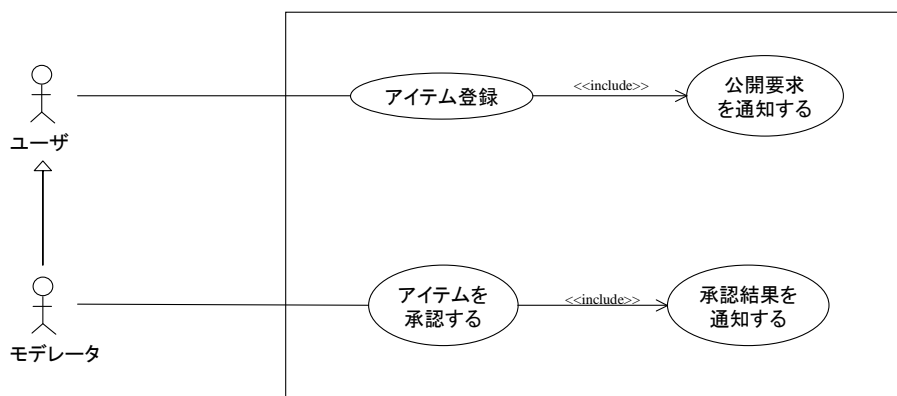 アイテム登録
<<include>>
公開要求
を通知する
ユーザ
アイテムを
承認する
<<include>>
承認結果を
通知する
モデレータ